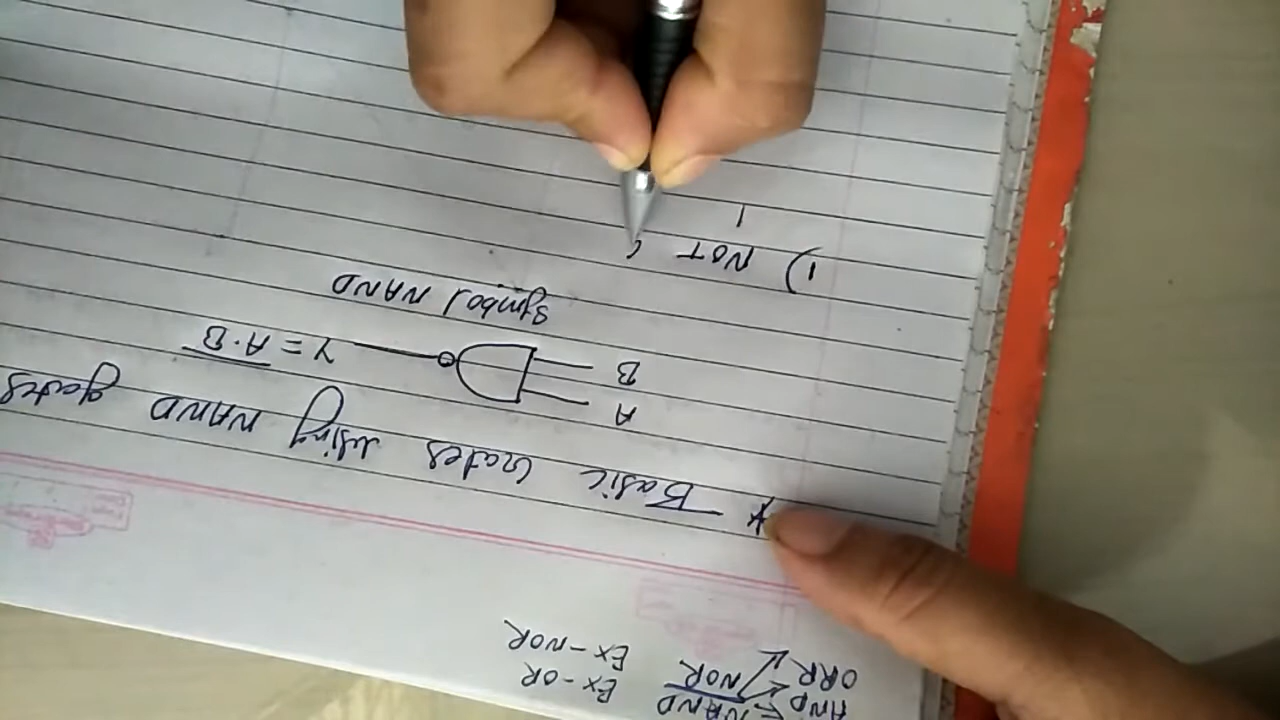 AND NAND Ex-OR
ORR NOR Ex-NOR
* Basic Gates using NAND gates
A
B
Y = A·B
Symbol NAND
1) NOT